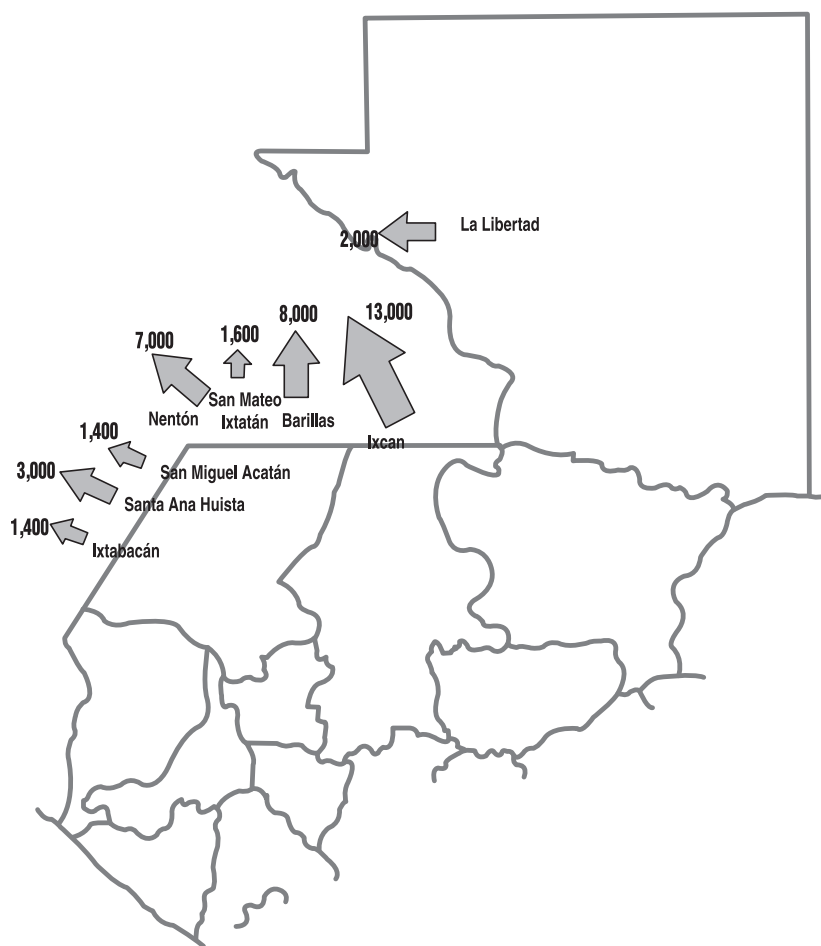 La Libertad
2,000
13,000
8,000
1,600
7,000
San Mateo
Ixtatán
Nentón
Barillas
Ixcan
1,400
San Miguel Acatán
3,000
Santa Ana Huista
1,400
Ixtabacán